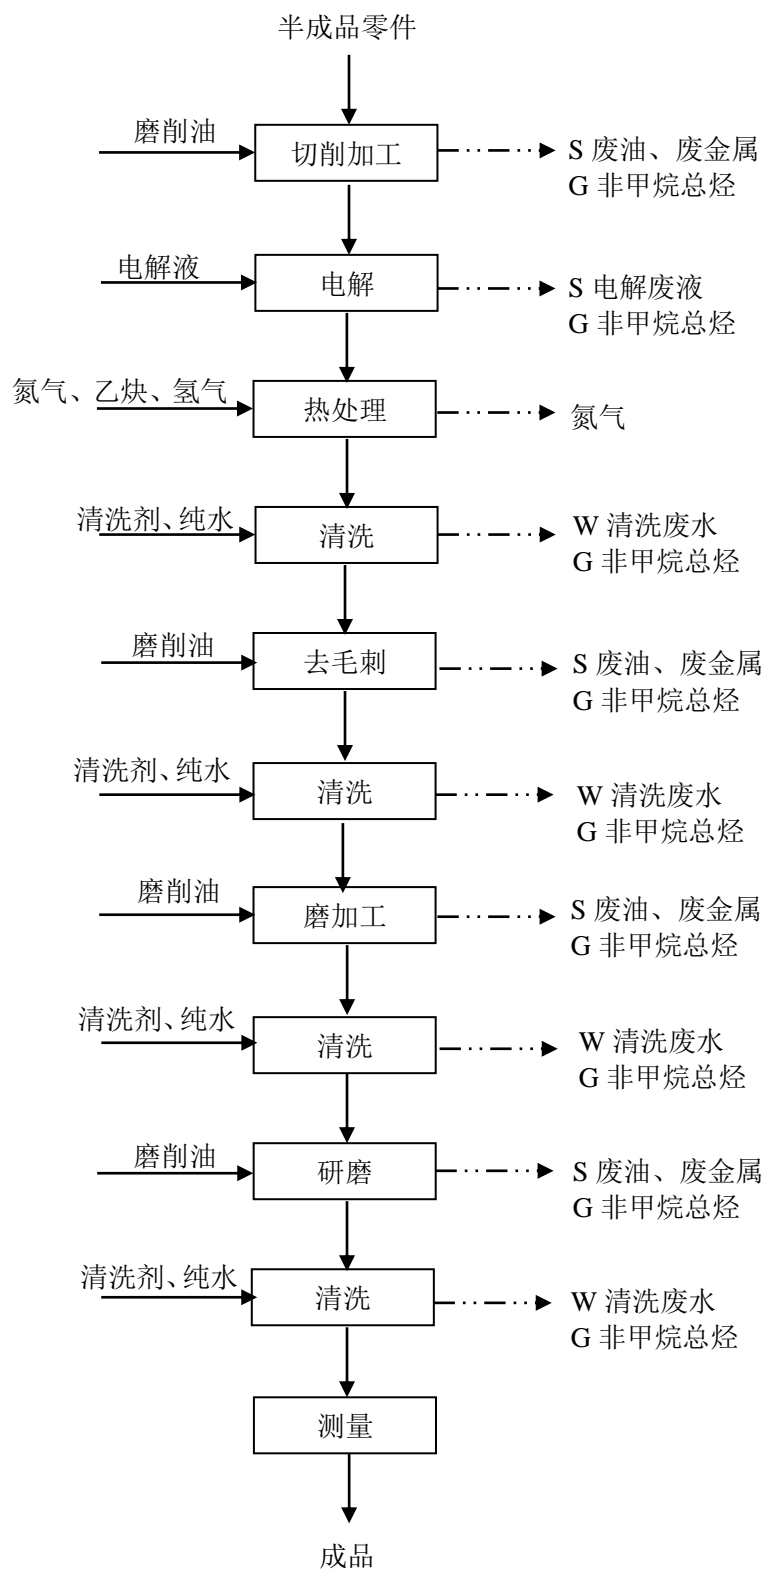 半成品零件
磨削油
切削加工
S 废油、废金属
G 非甲烷总烃
电解液
电解
S 电解废液
G 非甲烷总烃
氮气、乙炔、氢气
热处理
氮气
清洗剂、纯水
清洗
W 清洗废水
G 非甲烷总烃
磨削油
去毛刺
S 废油、废金属
G 非甲烷总烃
清洗剂、纯水
清洗
W 清洗废水
G 非甲烷总烃
磨削油
磨加工
S 废油、废金属
G 非甲烷总烃
清洗剂、纯水
清洗
W 清洗废水
G 非甲烷总烃
磨削油
研磨
S 废油、废金属
G 非甲烷总烃
清洗剂、纯水
清洗
W 清洗废水
G 非甲烷总烃
测量
成品